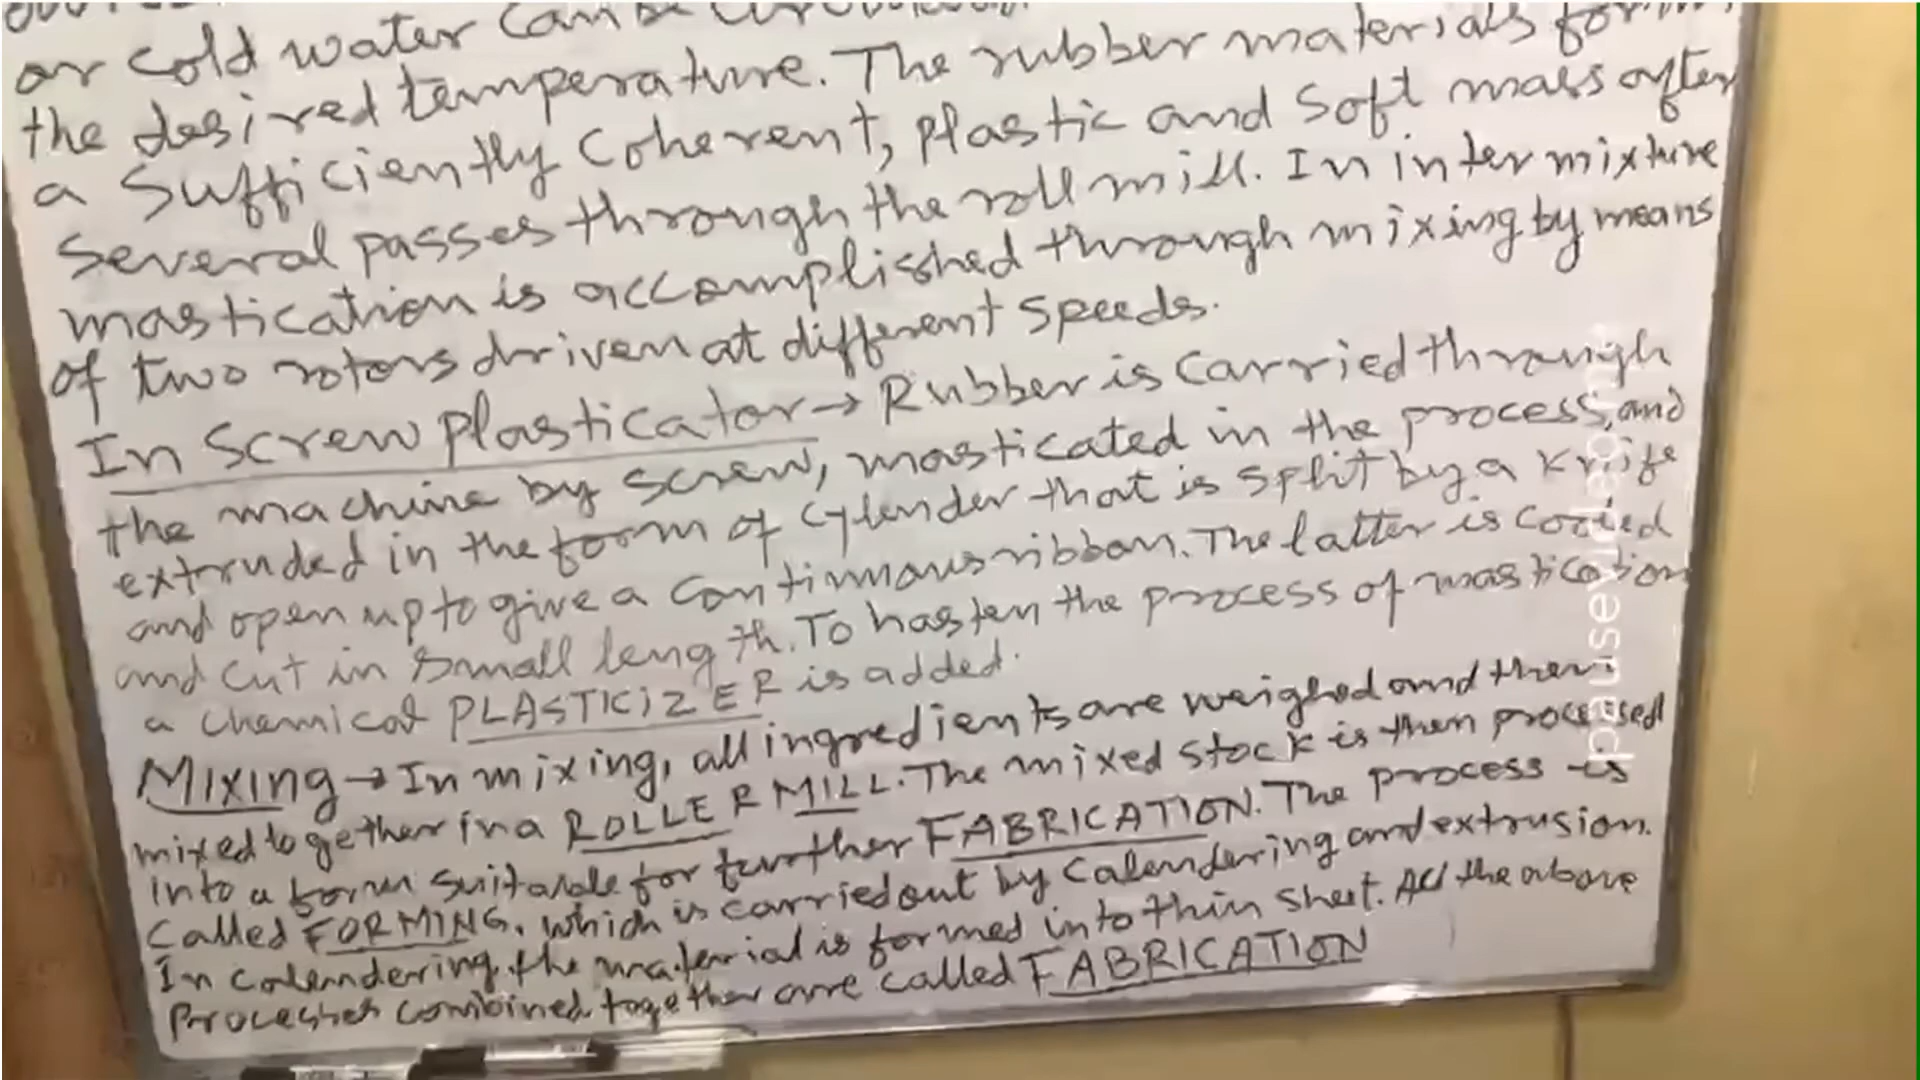 or cold water can be
the desired temperature. The rubber materials form
a sufficiently coherent, plastic and soft mass after
several passes through the roll mill. In intermixture
mastication is accomplished through mixing by means
of two rotors driven at different speeds.
In Screw plasticator → Rubber is carried through
the machine by screw, masticated in the process, and
extruded in the form of cylender that is split by a knife
and open up to give a continuous ribbon. The latter is cooled
and cut in small length. To hasten the process of mastication
a chemical PLASTICIZER is added.
MIXING → In mixing, all ingredients are weighed and then
mixed together in a ROLLER MILL. The mixed stock is then processed
into a form suitable for further FABRICATION. The process is
called FORMING, which is carried out by calendering and extrusion.
In calendering, the material is formed into thin sheet. All the above
Processes combined together are called FABRICATION